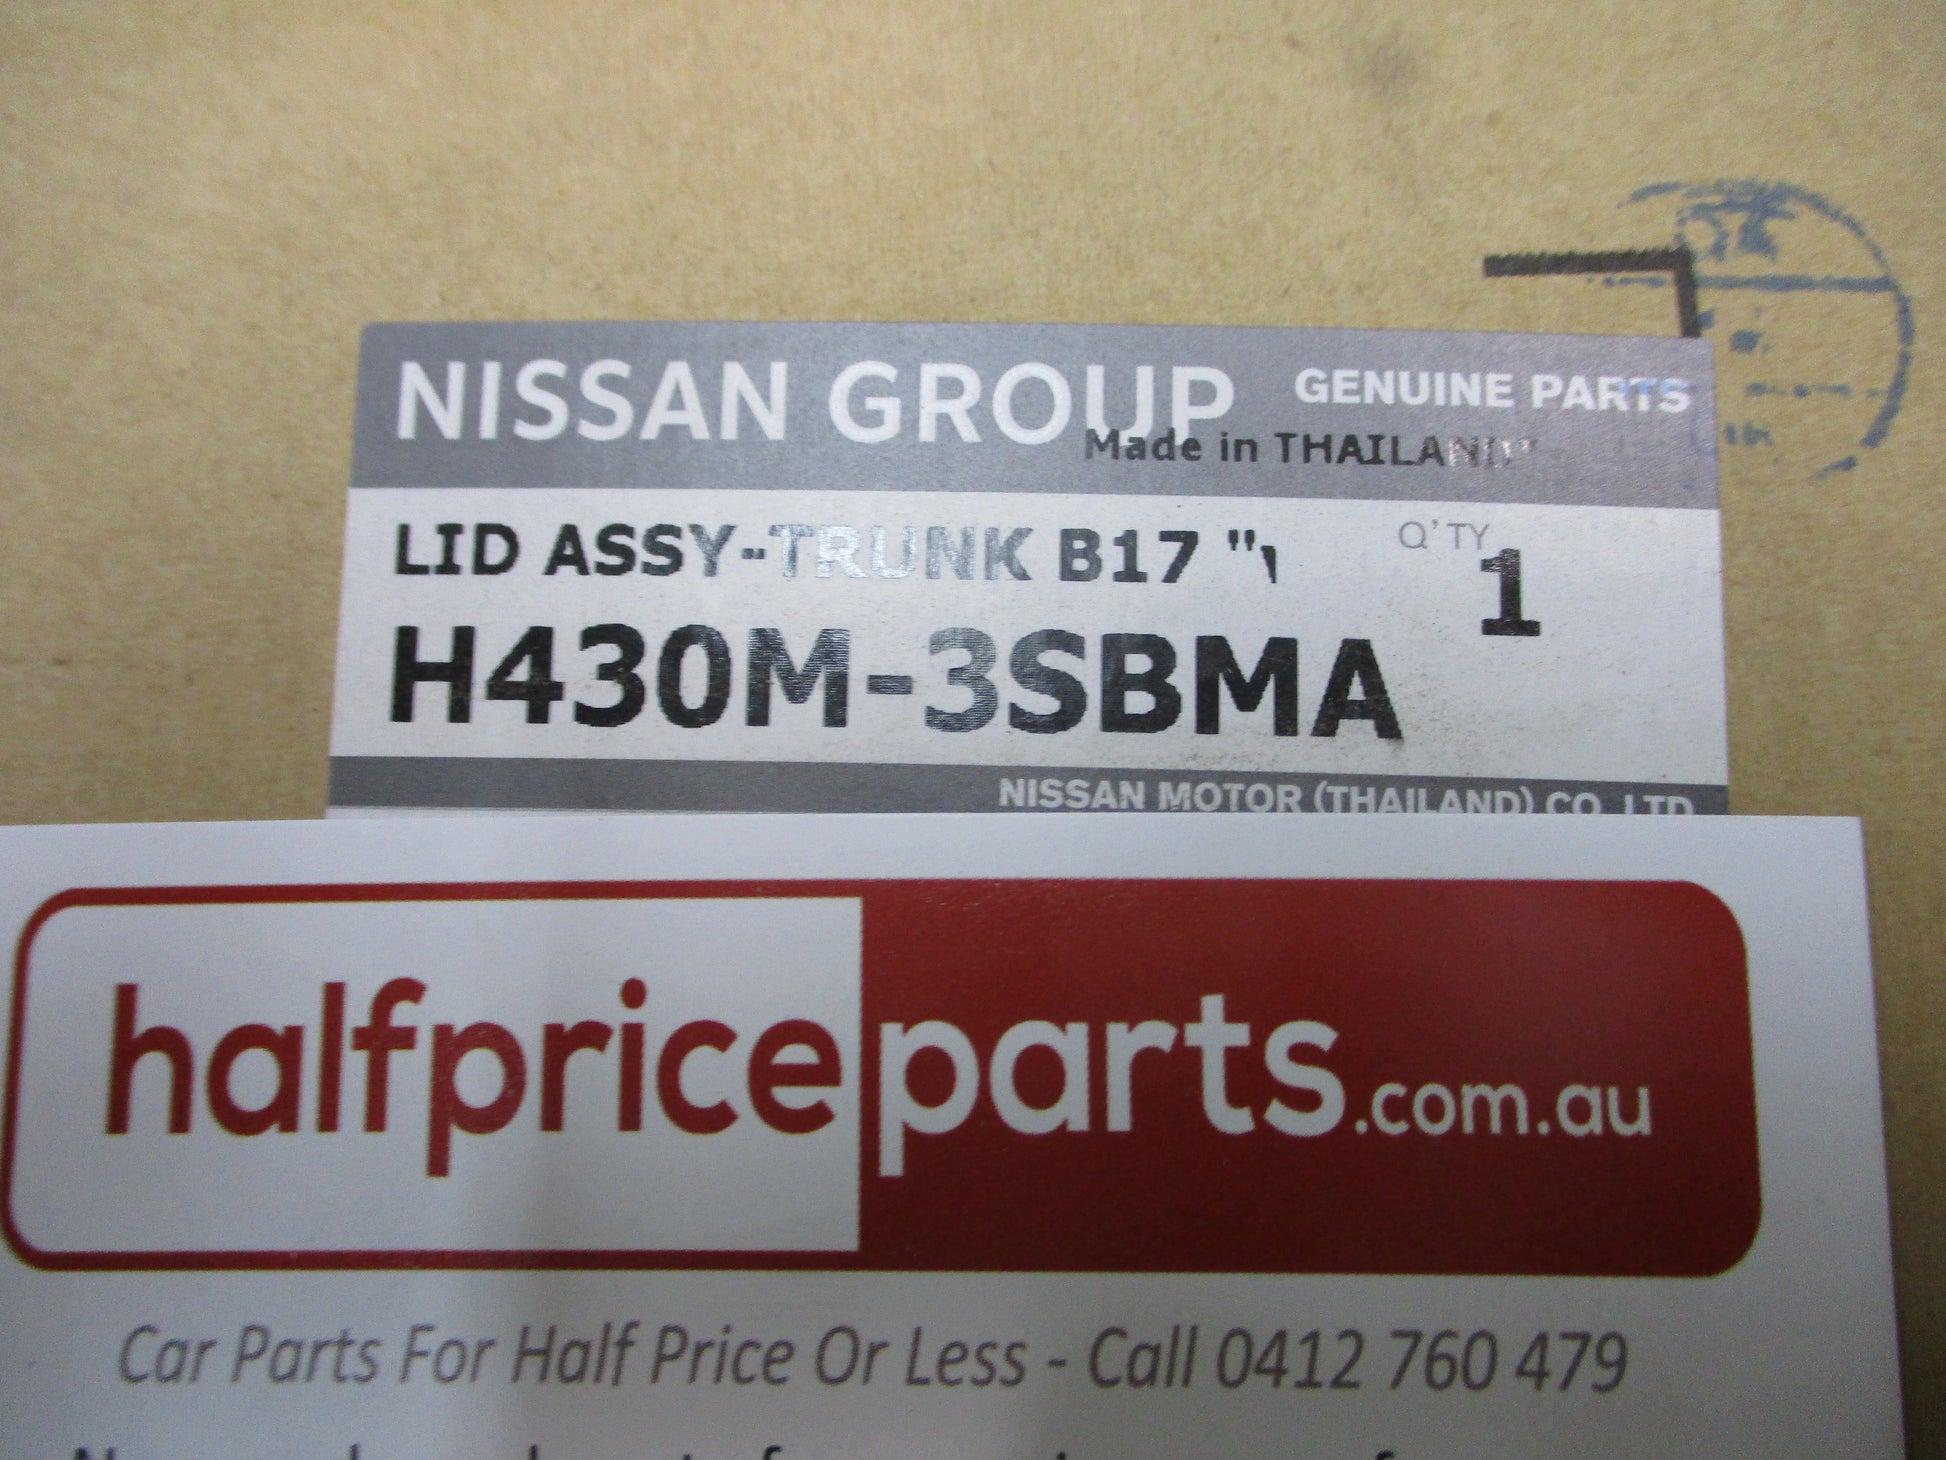 NISSAN GROUP GENUINE PARTS
Made in THAILAND"
LID ASSY-TRUNK B17 "
Q'TY
1
H430M-3SBMA
NISSAN MOTOR (THAILAND) CO. LTD
halfpriceparts.com.au
Car Parts For Half Price Or Less - Call 0412 760 479